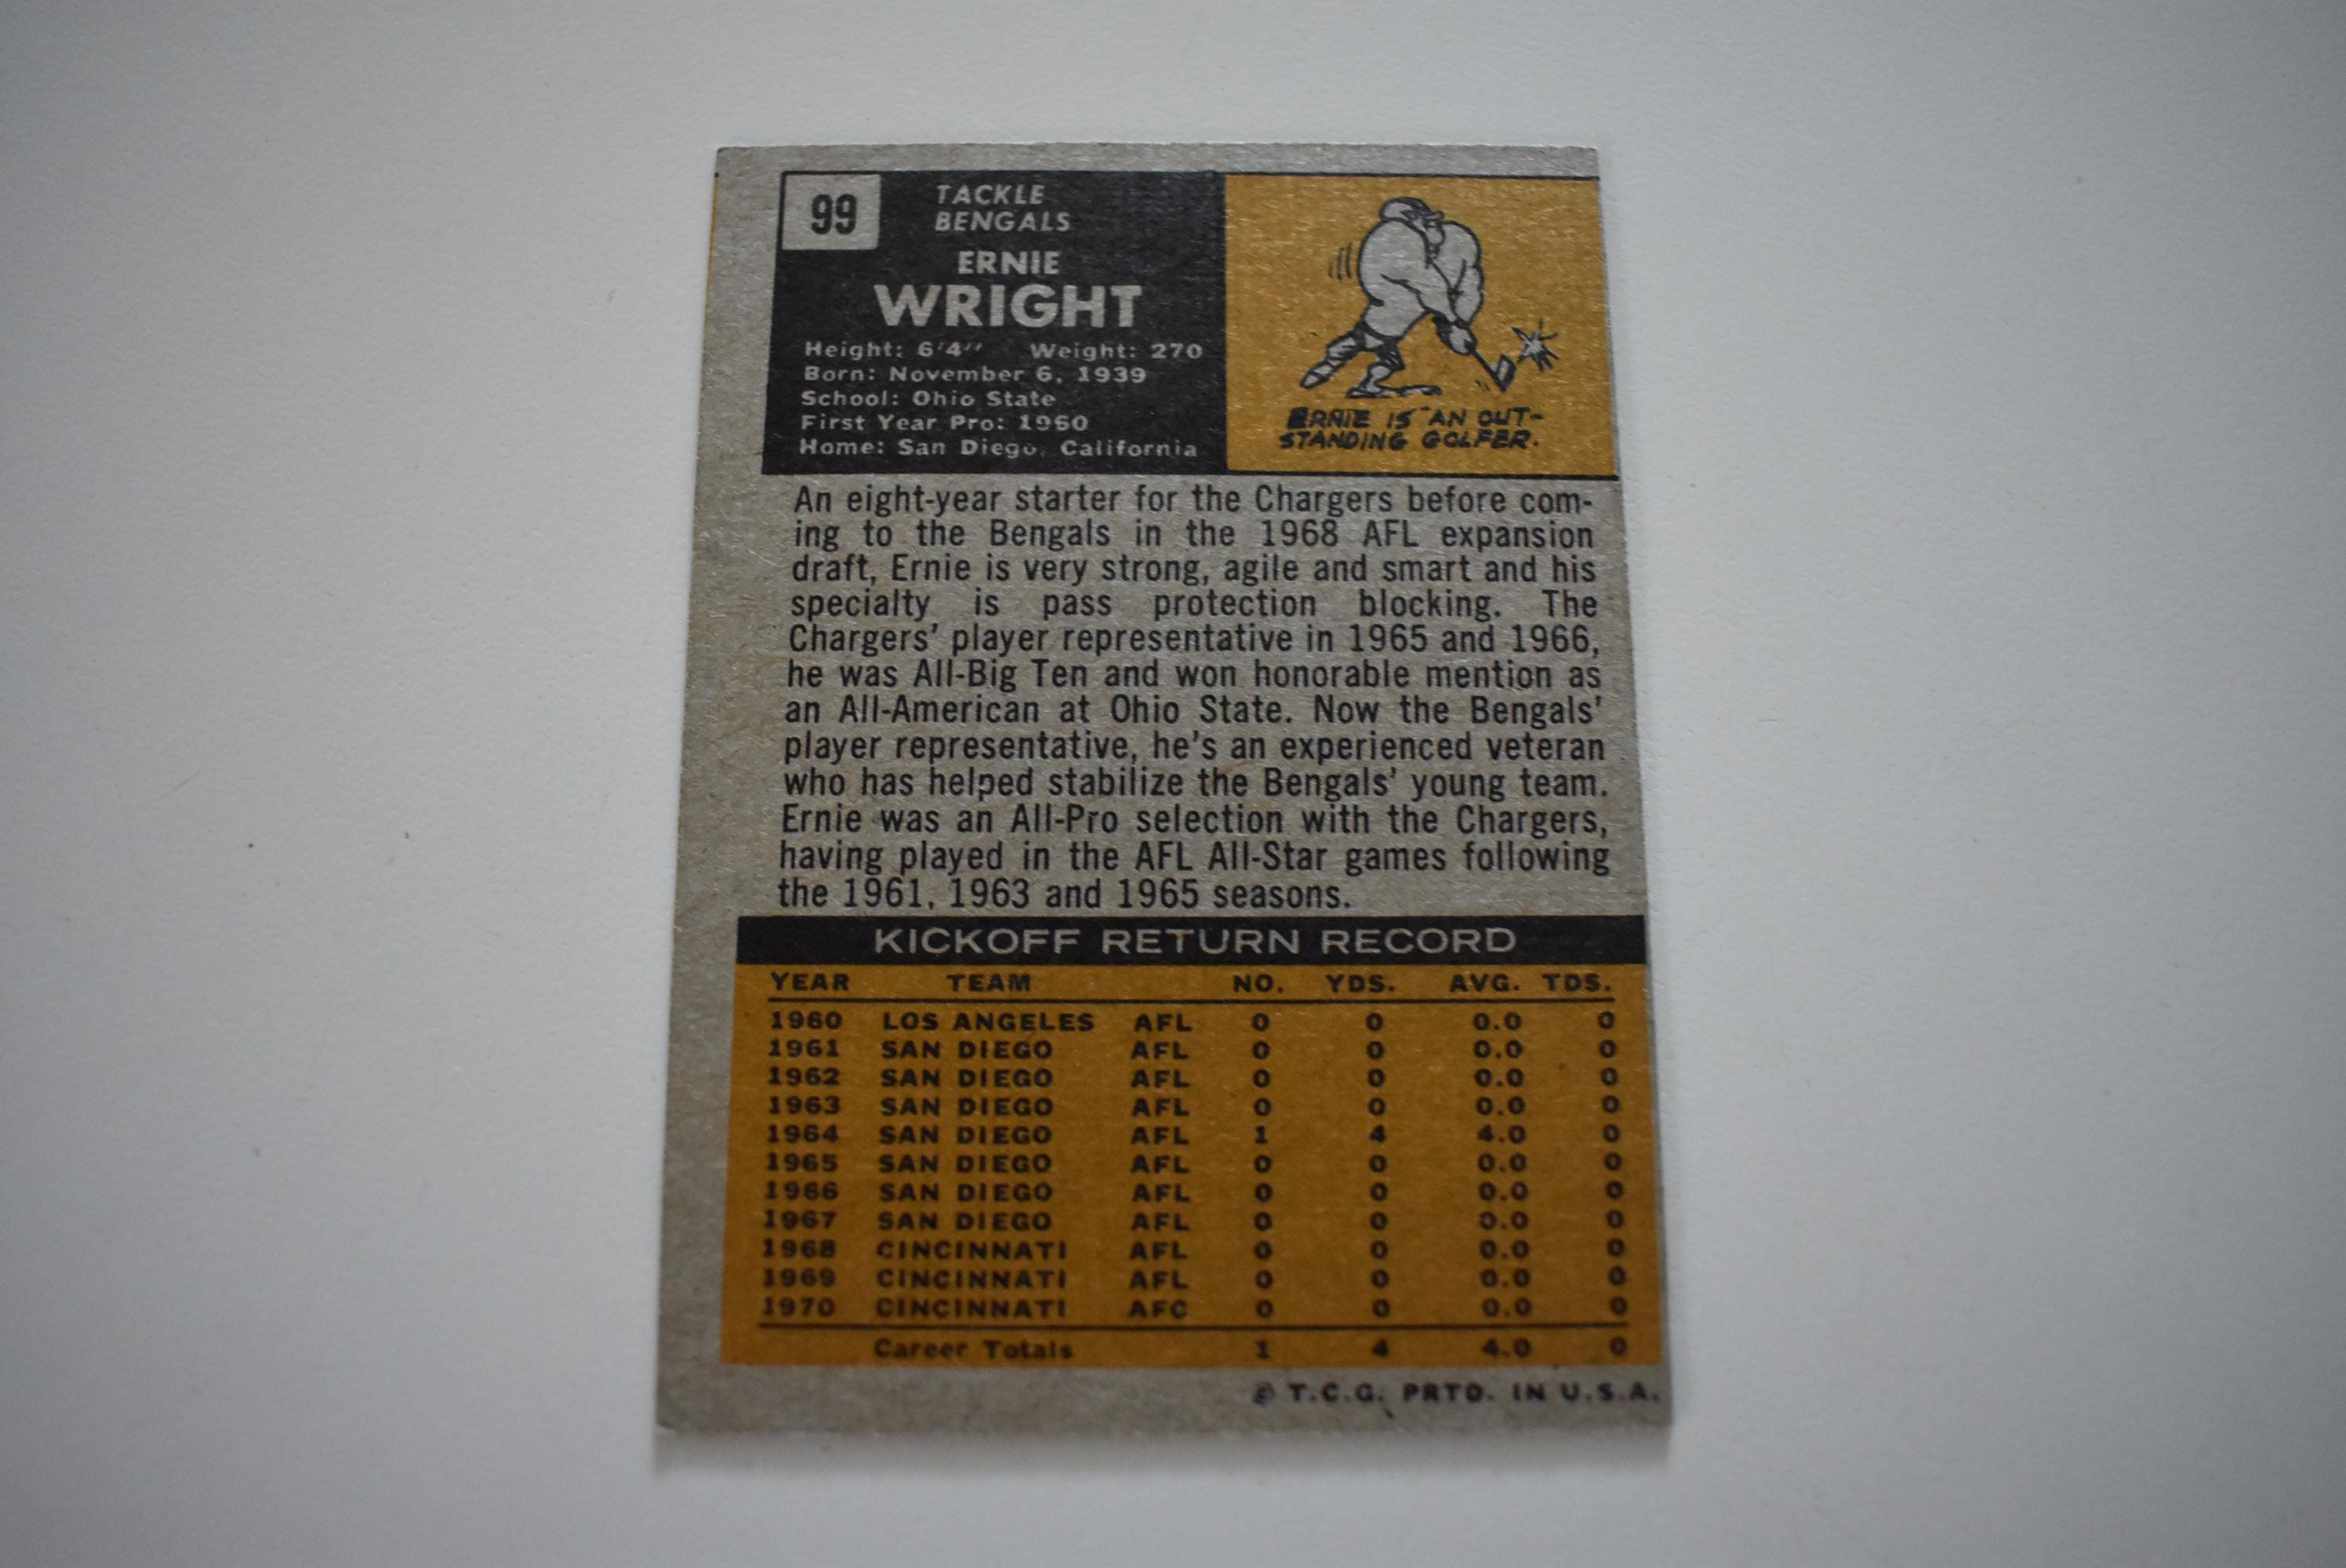 99
TACKLE
BENGALS
ERNIE
WRIGHT
Height: 6'4" Weight: 270
Born: November 6, 1939
School: Ohio State
First Year Pro: 1960
Home: San Diego, California
ERNIE IS AN OUT-
STANDING GOLFER.
An eight-year starter for the Chargers before com-
ing to the Bengals in the 1968 AFL expansion
draft, Ernie is very strong, agile and smart and his
specialty is pass protection blocking. The
Chargers' player representative in 1965 and 1966,
he was All-Big Ten and won honorable mention as
an All-American at Ohio State. Now the Bengals'
player representative, he's an experienced veteran
who has helped stabilize the Bengals' young team.
Ernie was an All-Pro selection with the Chargers,
having played in the AFL All-Star games following
the 1961, 1963 and 1965 seasons.
KICKOFF RETURN RECORD
YEAR TEAM NO. YDS. AVG. TDS.
1960 LOS ANGELES AFL 0 0 0.0 0
1961 SAN DIEGO AFL 0 0 0.0 0
1962 SAN DIEGO AFL 0 0 0.0 0
1963 SAN DIEGO AFL 0 0 0.0 0
1964 SAN DIEGO AFL 1 4 4.0 0
1965 SAN DIEGO AFL 0 0 0.0 0
1966 SAN DIEGO AFL 0 0 0.0 0
1967 SAN DIEGO AFL 0 0 0.0 0
1968 CINCINNATI AFL 0 0 0.0 0
1969 CINCINNATI AFL 0 0 0.0 0
1970 CINCINNATI AFC 0 0 0.0 0
Career Totals 1 4 4.0 0
© T.C.G. PRTD. IN U.S.A.